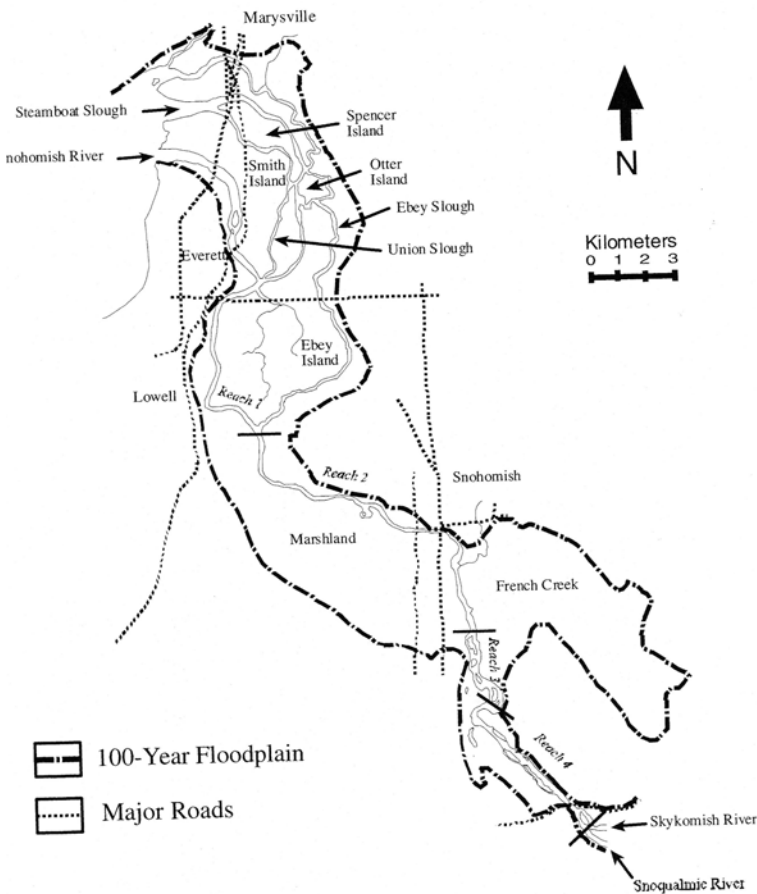 Marysville
Steamboat Slough
Spencer
Island
nohomish River
Smith
Island
Otter
Island
N
Ebey Slough
Union Slough
Kilometers
0 1 2 3
Everett
Ebey
Island
Reach 1
Lowell
Reach 2
Snohomish
Marshland
French Creek
Reach 3
Reach 4
100-Year Floodplain
Major Roads
Skykomish River
Snoqualmic River